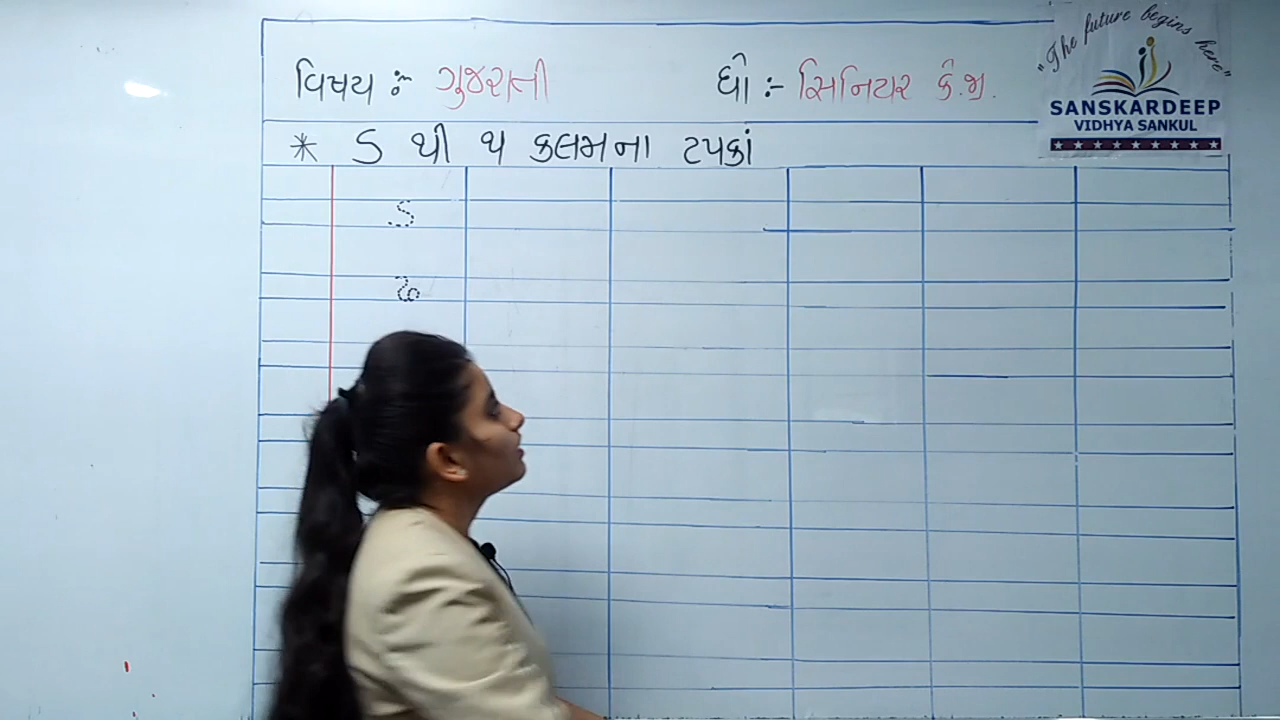 વિષય :- ગુજરાતી
ધો :- સિનિયર કે.જી.
"The future begins here"
SANSKARDEEP
VIDHYA SANKUL
* ડ થી થ કલમના ટપકાં
ડ
ઢ